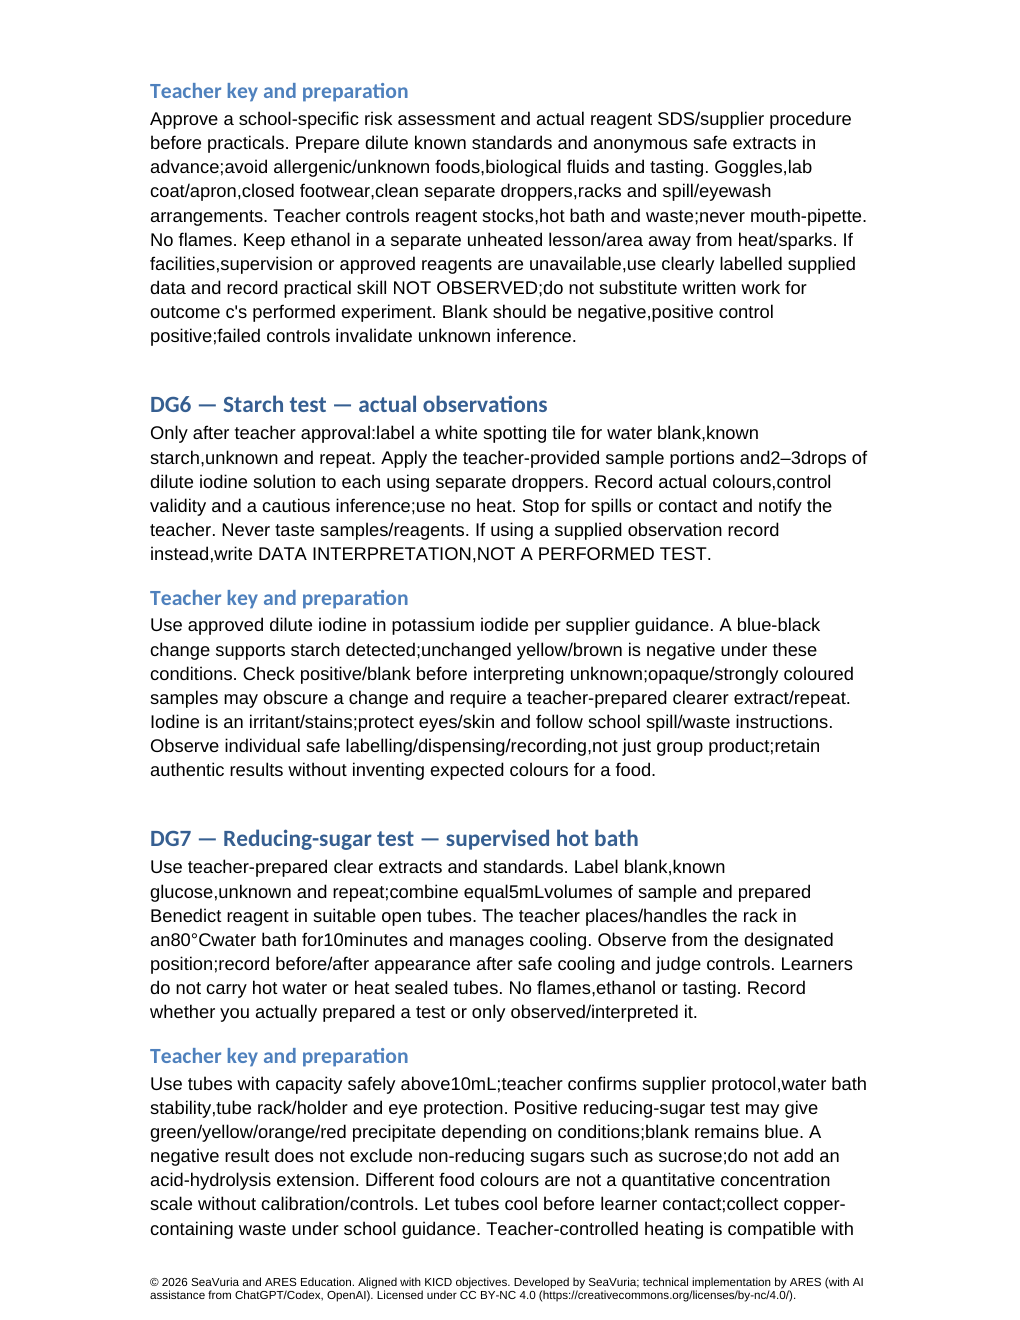 Teacher key and preparation
Approve a school-specific risk assessment and actual reagent SDS/supplier procedure
before practicals. Prepare dilute known standards and anonymous safe extracts in
advance;avoid allergenic/unknown foods,biological fluids and tasting. Goggles,lab
coat/apron,closed footwear,clean separate droppers,racks and spill/eyewash
arrangements. Teacher controls reagent stocks,hot bath and waste;never mouth-pipette.
No flames. Keep ethanol in a separate unheated lesson/area away from heat/sparks. If
facilities,supervision or approved reagents are unavailable,use clearly labelled supplied
data and record practical skill NOT OBSERVED;do not substitute written work for
outcome c's performed experiment. Blank should be negative,positive control
positive;failed controls invalidate unknown inference.
DG6 — Starch test — actual observations
Only after teacher approval:label a white spotting tile for water blank,known
starch,unknown and repeat. Apply the teacher-provided sample portions and2–3drops of
dilute iodine solution to each using separate droppers. Record actual colours,control
validity and a cautious inference;use no heat. Stop for spills or contact and notify the
teacher. Never taste samples/reagents. If using a supplied observation record
instead,write DATA INTERPRETATION,NOT A PERFORMED TEST.
Teacher key and preparation
Use approved dilute iodine in potassium iodide per supplier guidance. A blue-black
change supports starch detected;unchanged yellow/brown is negative under these
conditions. Check positive/blank before interpreting unknown;opaque/strongly coloured
samples may obscure a change and require a teacher-prepared clearer extract/repeat.
Iodine is an irritant/stains;protect eyes/skin and follow school spill/waste instructions.
Observe individual safe labelling/dispensing/recording,not just group product;retain
authentic results without inventing expected colours for a food.
DG7 — Reducing-sugar test — supervised hot bath
Use teacher-prepared clear extracts and standards. Label blank,known
glucose,unknown and repeat;combine equal5mLvolumes of sample and prepared
Benedict reagent in suitable open tubes. The teacher places/handles the rack in
an80°Cwater bath for10minutes and manages cooling. Observe from the designated
position;record before/after appearance after safe cooling and judge controls. Learners
do not carry hot water or heat sealed tubes. No flames,ethanol or tasting. Record
whether you actually prepared a test or only observed/interpreted it.
Teacher key and preparation
Use tubes with capacity safely above10mL;teacher confirms supplier protocol,water bath
stability,tube rack/holder and eye protection. Positive reducing-sugar test may give
green/yellow/orange/red precipitate depending on conditions;blank remains blue. A
negative result does not exclude non-reducing sugars such as sucrose;do not add an
acid-hydrolysis extension. Different food colours are not a quantitative concentration
scale without calibration/controls. Let tubes cool before learner contact;collect copper-
containing waste under school guidance. Teacher-controlled heating is compatible with
© 2026 SeaVuria and ARES Education. Aligned with KICD objectives. Developed by SeaVuria; technical implementation by ARES (with AI
assistance from ChatGPT/Codex, OpenAI). Licensed under CC BY-NC 4.0 (https://creativecommons.org/licenses/by-nc/4.0/).